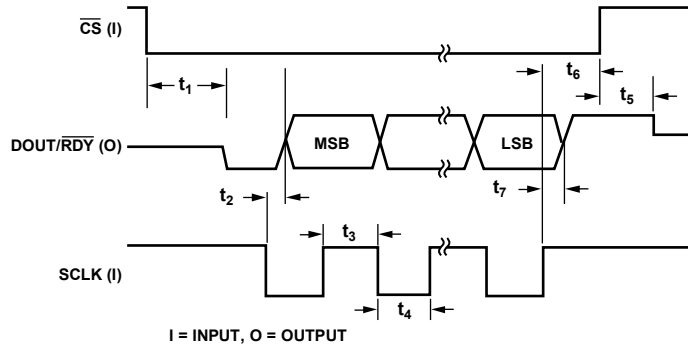 CS (I)
t6
t1
t5
DOUT/RDY (O)
MSB
LSB
t2
t7
t3
SCLK (I)
t4
I = INPUT, O = OUTPUT